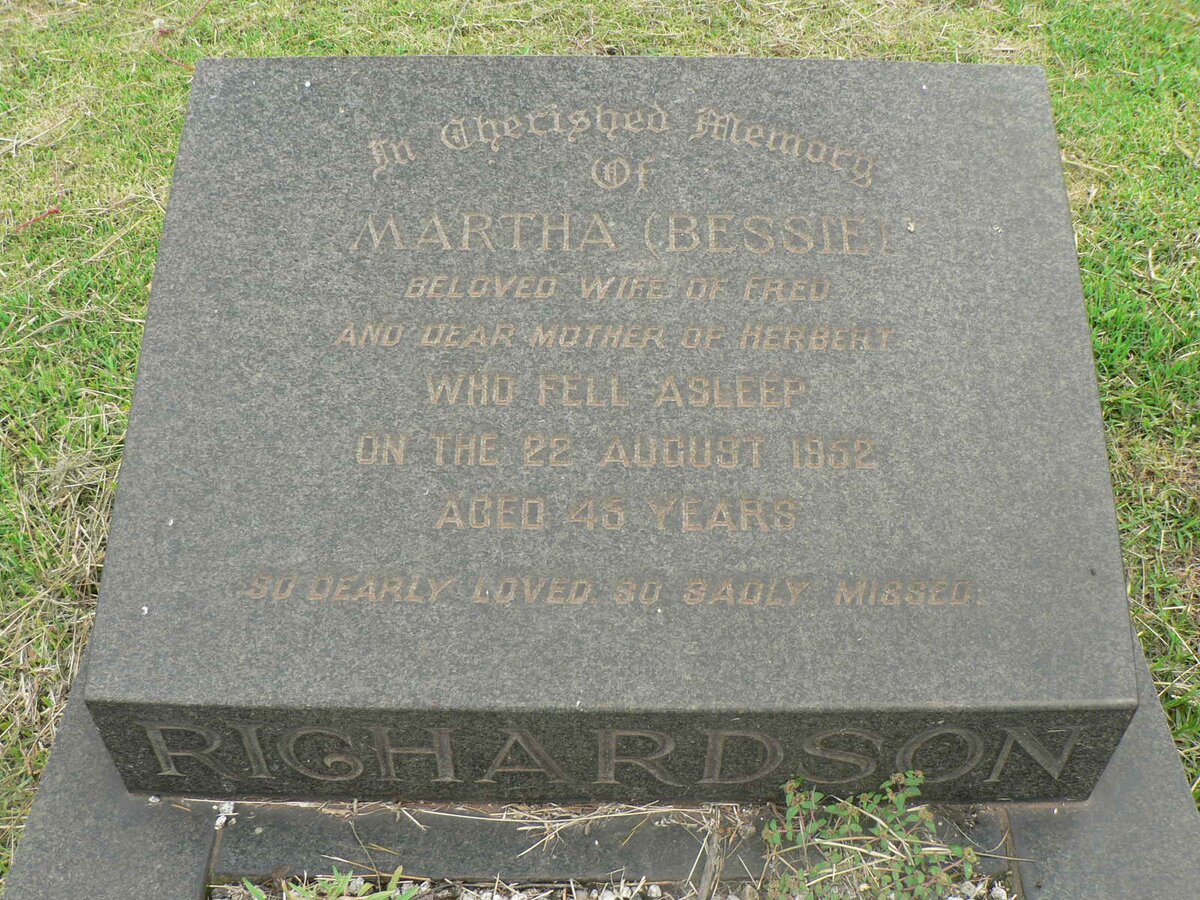 In Cherished Memory
Of
MARTHA (BESSIE)
BELOVED WIFE OF FRED
AND DEAR MOTHER OF HERBERT
WHO FELL ASLEEP
ON THE 22 AUGUST 1952
AGED 45 YEARS
SO DEARLY LOVED, SO SADLY MISSED.
RICHARDSON